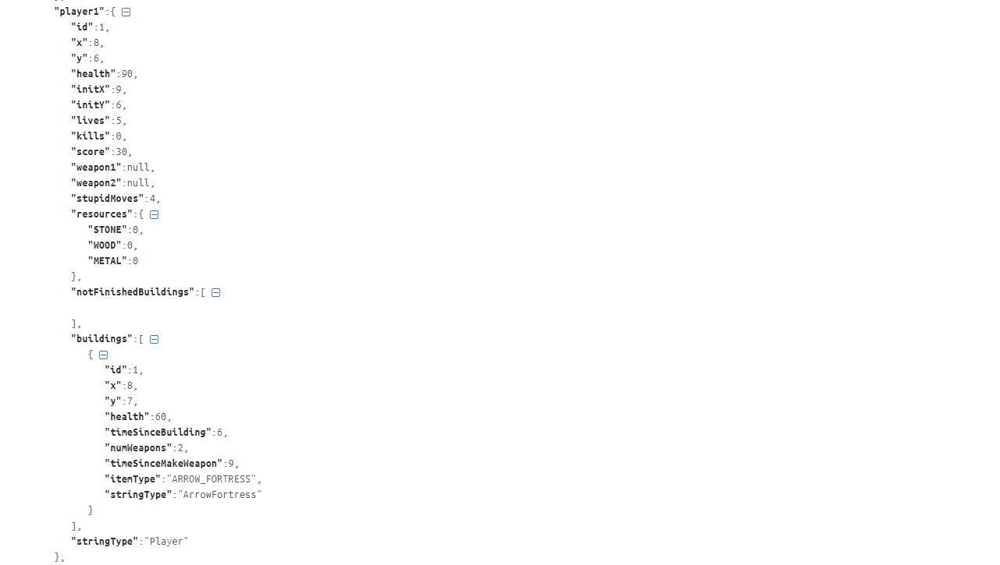 "player1":{
"id":1,
"x":8,
"y":6,
"health":90,
"initX":9,
"initY":6,
"lives":5,
"kills":0,
"score":30,
"weapon1":null,
"weapon2":null,
"stupidMoves":4,
"resources":{
"STONE":0,
"WOOD":0,
"METAL":0
},
"notFinishedBuildings":[
],
"buildings":[
{
"id":1,
"x":8,
"y":7,
"health":60,
"timeSinceBuilding":6,
"numWeapons":2,
"timeSinceMakeWeapon":9,
"itemType":"ARROW_FORTRESS",
"stringType":"ArrowFortress"
}
],
"stringType":"Player"
},